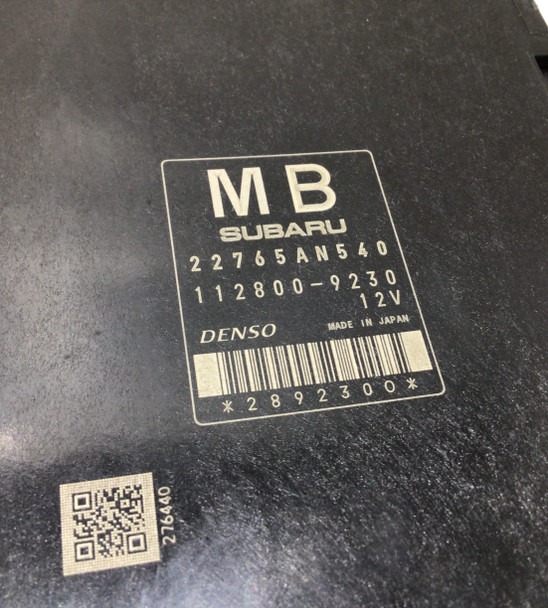 MB
SUBARU
22765AN540
112800-9230
12V
DENSO MADE IN JAPAN
*2892300*
276440